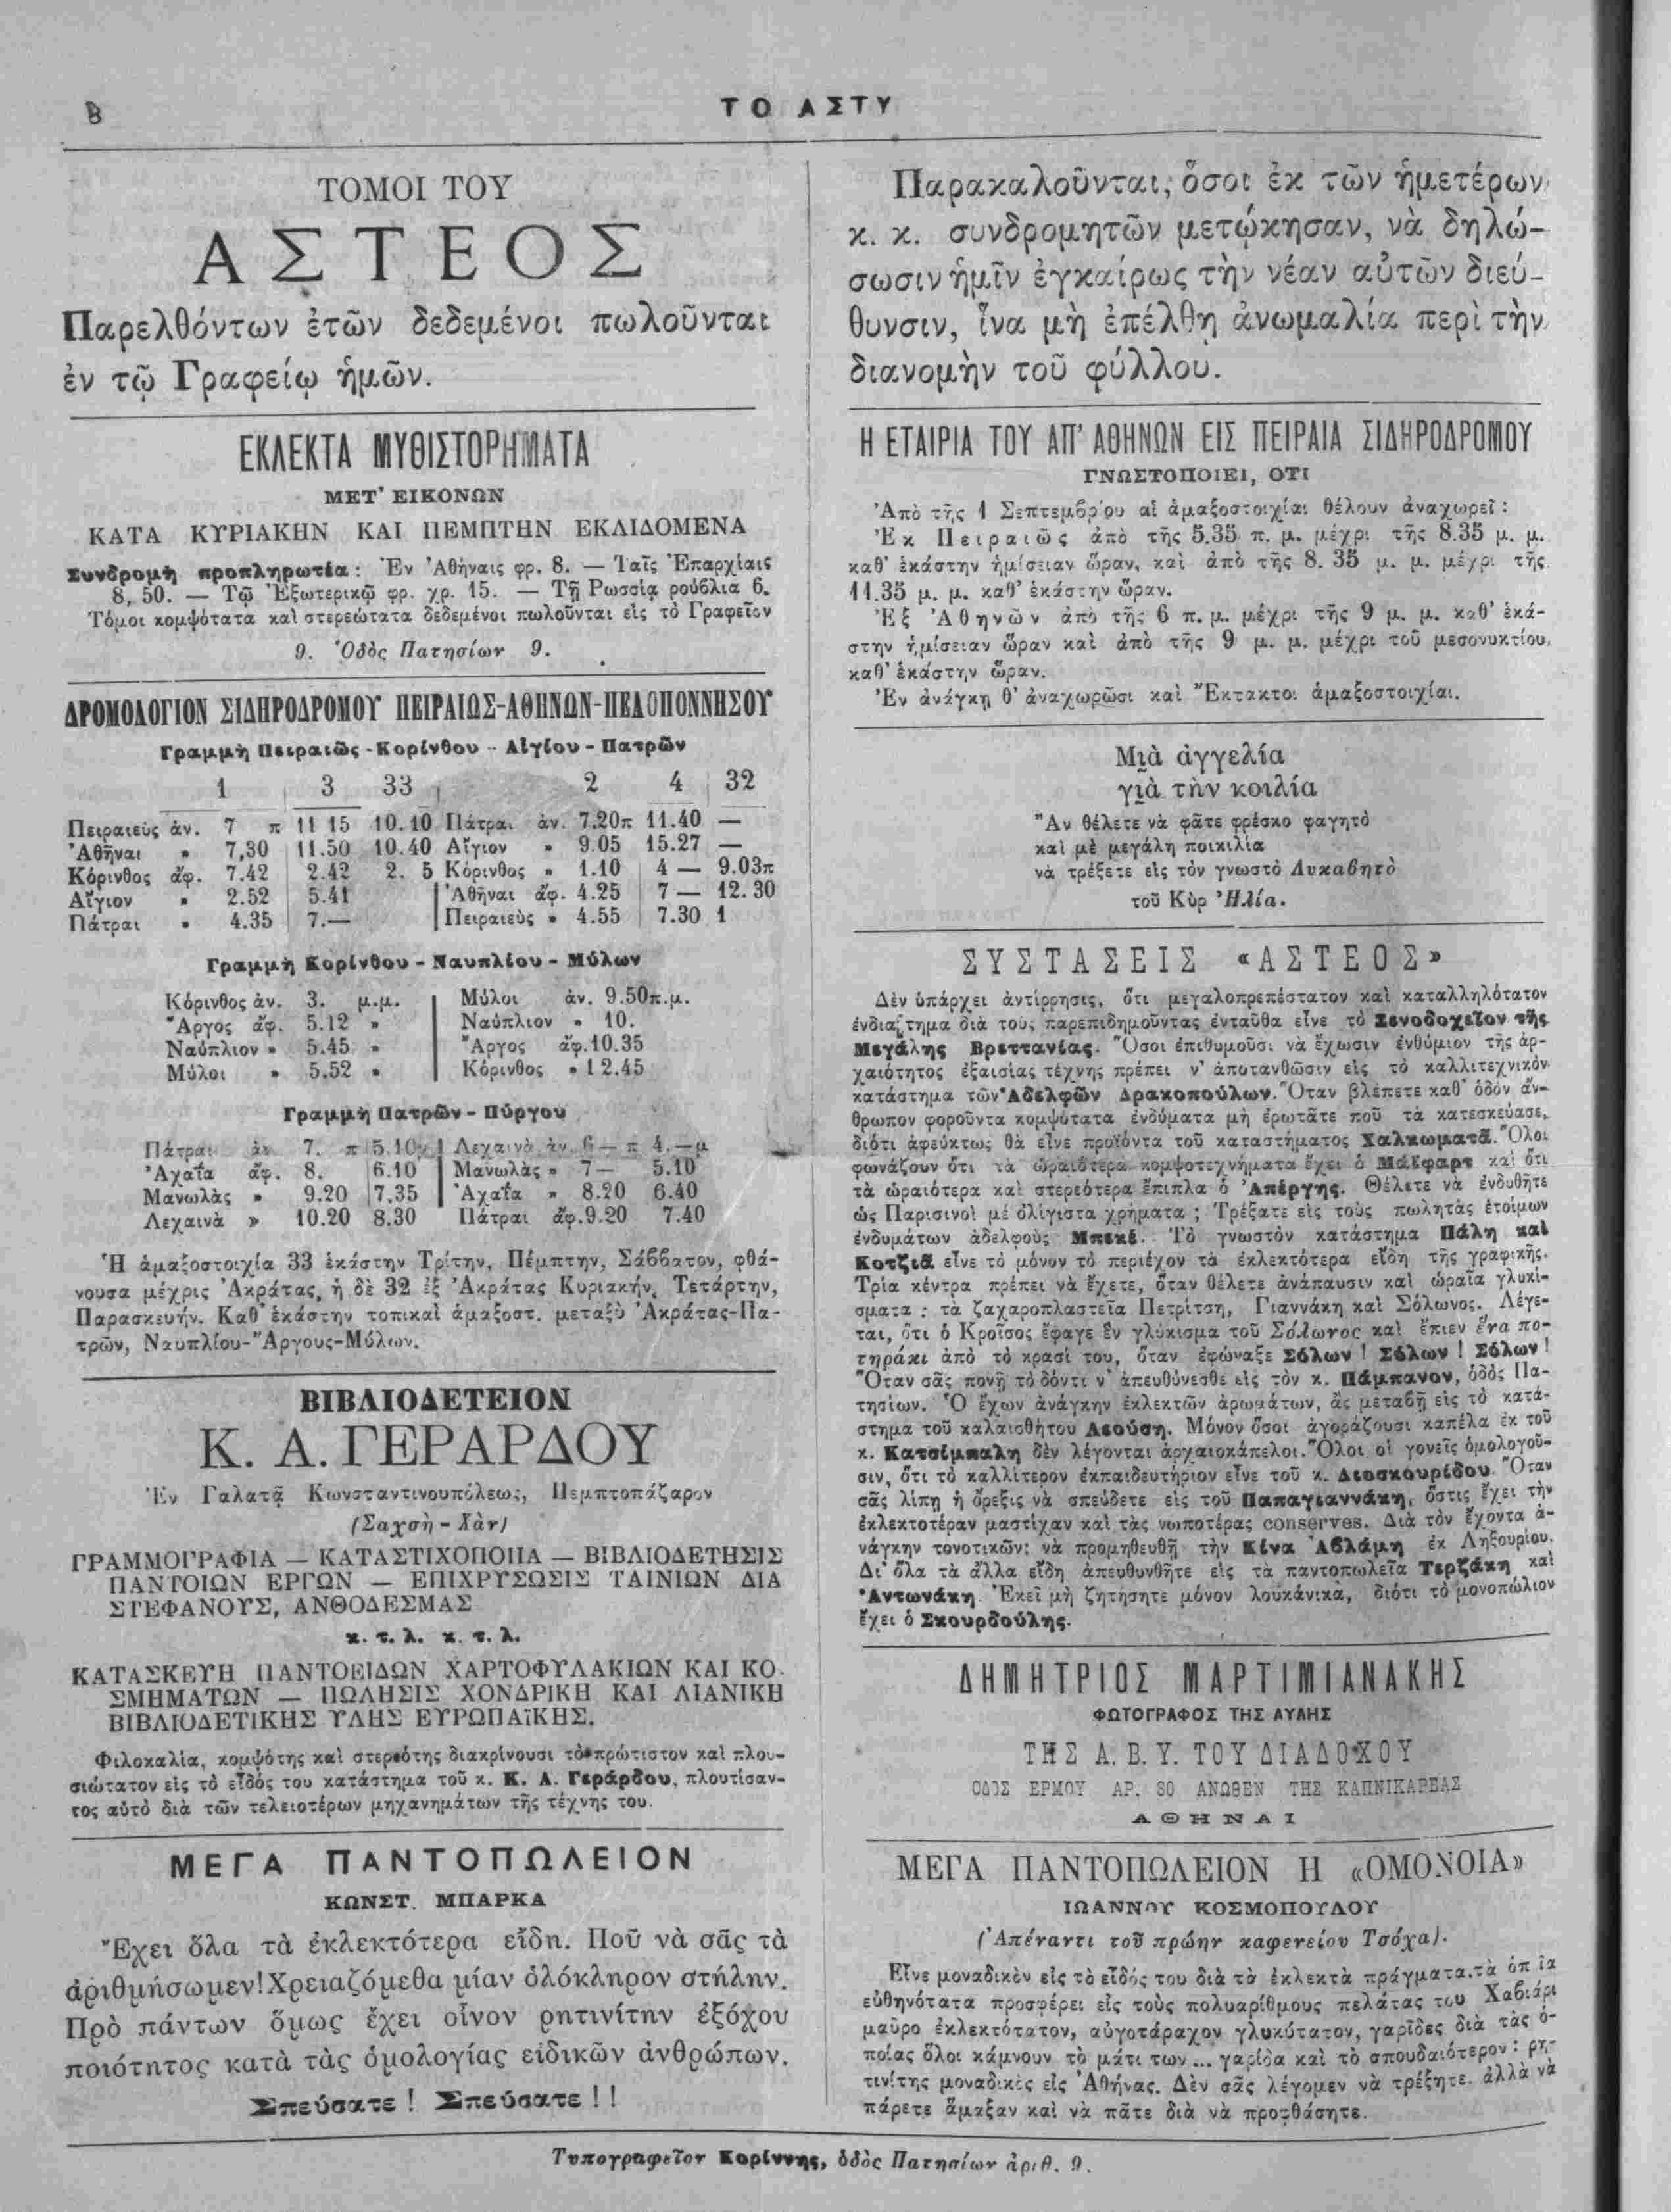 8
ΤΟ ΑΣΤΥ
ΤΟΜΟΙ ΤΟΥ
ΑΣΤΕΟΣ
Παρελθόντων ἐτῶν δεδεμένοι πωλοῦνται
ἐν τῷ Γραφείῳ ἡμῶν.
ΕΚΛΕΚΤΑ ΜΥΘΙΣΤΟΡΗΜΑΤΑ
ΜΕΤ' ΕΙΚΟΝΩΝ
ΚΑΤΑ ΚΥΡΙΑΚΗΝ ΚΑΙ ΠΕΜΠΤΗΝ ΕΚΔΙΔΟΜΕΝΑ
Συνδρομὴ προπληρωτέα: Ἐν Ἀθήναις φρ. 8. — Ταῖς Ἐπαρχίαις
8, 50. — Τῷ Ἐξωτερικῷ φρ. χρ. 15. — Τῇ Ρωσσίᾳ ρούβλια 6.
Τόμοι κομψότατα καὶ στερεώτατα δεδεμένοι πωλοῦνται εἰς τὸ Γραφεῖον
9. Ὁδὸς Πατησίων 9.
ΔΡΟΜΟΛΟΓΙΟΝ ΣΙΔΗΡΟΔΡΟΜΟΥ ΠΕΙΡΑΙΩΣ-ΑΘΗΝΩΝ-ΠΕΛΟΠΟΝΝΗΣΟΥ
Γραμμὴ Πειραιῶς - Κορίνθου - Αἰγίου - Πατρῶν
1 3 33 2 4 32
Πειραιεὺς ἀν. 7 π 11 15 10.10 Πάτραι ἀν. 7.20π 11.40 —
Ἀθῆναι » 7,30 11.50 10.40 Αἴγιον » 9.05 15.27 —
Κόρινθος ἀφ. 7.42 2.42 2. 5 Κόρινθος » 1.10 4 — 9.03π
Αἴγιον » 2.52 5.41 Ἀθῆναι ἀφ. 4.25 7 — 12.30
Πάτραι » 4.35 7.— Πειραιεὺς » 4.55 7.30 1
Γραμμὴ Κορίνθου - Ναυπλίου - Μύλων
Κόρινθος ἀν. 3. μ.μ. Μύλοι ἀν. 9.50π.μ.
Ἄργος ἀφ. 5.12 » Ναύπλιον » 10.
Ναύπλιον » 5.45 » Ἄργος ἀφ.10.35
Μύλοι » 5.52 » Κόρινθος » 12.45
Γραμμὴ Πατρῶν - Πύργου
Πάτραι ἀν 7. π 5.10 Λεχαινὰ ἀν. 6 — π 4.—μ
Ἀχαΐα ἀφ. 8. 6.10 Μανωλὰς » 7— 5.10
Μανωλὰς » 9.20 7.35 Ἀχαΐα » 8.20 6.40
Λεχαινὰ » 10.20 8.30 Πάτραι ἀφ.9.20 7.40
Ἡ ἁμαξοστοιχία 33 ἑκάστην Τρίτην, Πέμπτην, Σάββατον, φθά-
νουσα μέχρις Ἀκράτας, ἡ δὲ 32 ἐξ Ἀκράτας Κυριακήν, Τετάρτην,
Παρασκευήν. Καθ' ἑκάστην τοπικαὶ ἁμαξοστ. μεταξὺ Ἀκράτας-Πα-
τρῶν, Ναυπλίου-Ἄργους-Μύλων.
ΒΙΒΛΙΟΔΕΤΕΙΟΝ
Κ. Α. ΓΕΡΑΡΔΟΥ
Ἐν Γαλατᾷ Κωνσταντινουπόλεως, Πεμπτοπάζαρον
(Σαχσῆ - Χὰν)
ΓΡΑΜΜΟΓΡΑΦΙΑ — ΚΑΤΑΣΤΙΧΟΠΟΙΙΑ — ΒΙΒΛΙΟΔΕΤΗΣΙΣ
ΠΑΝΤΟΙΩΝ ΕΡΓΩΝ — ΕΠΙΧΡΥΣΩΣΙΣ ΤΑΙΝΙΩΝ ΔΙΑ
ΣΤΕΦΑΝΟΥΣ, ΑΝΘΟΔΕΣΜΑΣ
κ. τ. λ. κ. τ. λ.
ΚΑΤΑΣΚΕΥΗ ΠΑΝΤΟΕΙΔΩΝ ΧΑΡΤΟΦΥΛΑΚΙΩΝ ΚΑΙ ΚΟ-
ΣΜΗΜΑΤΩΝ — ΠΩΛΗΣΙΣ ΧΟΝΔΡΙΚΗ ΚΑΙ ΛΙΑΝΙΚΗ
ΒΙΒΛΙΟΔΕΤΙΚΗΣ ΥΛΗΣ ΕΥΡΩΠΑΪΚΗΣ.
Φιλοκαλία, κομψότης καὶ στερεότης διακρίνουσι τὸ πρώτιστον καὶ πλου-
σιώτατον εἰς τὸ εἶδός του κατάστημα τοῦ κ. Κ. Α. Γεράρδου, πλουτίσαν-
τος αὐτὸ διὰ τῶν τελειοτέρων μηχανημάτων τῆς τέχνης του.
ΜΕΓΑ ΠΑΝΤΟΠΩΛΕΙΟΝ
ΚΩΝΣΤ. ΜΠΑΡΚΑ
Ἔχει ὅλα τὰ ἐκλεκτότερα εἴδη. Ποῦ νὰ σᾶς τὰ
ἀριθμήσωμεν! Χρειαζόμεθα μίαν ὁλόκληρον στήλην.
Πρὸ πάντων ὅμως ἔχει οἶνον ρητινίτην ἐξόχου
ποιότητος κατὰ τὰς ὁμολογίας εἰδικῶν ἀνθρώπων.
Σπεύσατε! Σπεύσατε!!
Παρακαλοῦνται, ὅσοι ἐκ τῶν ἡμετέρων
κ. κ. συνδρομητῶν μετῴκησαν, νὰ δηλώ-
σωσιν ἡμῖν ἐγκαίρως τὴν νέαν αὐτῶν διεύ-
θυνσιν, ἵνα μὴ ἐπέλθῃ ἀνωμαλία περὶ τὴν
διανομὴν τοῦ φύλλου.
Η ΕΤΑΙΡΙΑ ΤΟΥ ΑΠ' ΑΘΗΝΩΝ ΕΙΣ ΠΕΙΡΑΙΑ ΣΙΔΗΡΟΔΡΟΜΟΥ
ΓΝΩΣΤΟΠΟΙΕΙ, ΟΤΙ
Ἀπὸ τῆς 1 Σεπτεμβρίου αἱ ἁμαξοστοιχίαι θέλουν ἀναχωρεῖ:
Ἐκ Πειραιῶς ἀπὸ τῆς 5.35 π. μ. μέχρι τῆς 8.35 μ. μ.
καθ' ἑκάστην ἡμίσειαν ὥραν, καὶ ἀπὸ τῆς 8. 35 μ. μ. μέχρι τῆς
11.35 μ. μ. καθ' ἑκάστην ὥραν.
Ἐξ Ἀθηνῶν ἀπὸ τῆς 6 π. μ. μέχρι τῆς 9 μ. μ. καθ' ἑκά-
στην ἡμίσειαν ὥραν καὶ ἀπὸ τῆς 9 μ. μ. μέχρι τοῦ μεσονυκτίου,
καθ' ἑκάστην ὥραν.
Ἐν ἀνάγκῃ θ' ἀναχωρῶσι καὶ Ἔκτακτοι ἁμαξοστοιχίαι.
Μιὰ ἀγγελία
γιὰ τὴν κοιλία
Ἂν θέλετε νὰ φᾶτε φρέσκο φαγητὸ
καὶ μὲ μεγάλη ποικιλία
νὰ τρέξετε εἰς τὸν γνωστὸ Λυκαβητὸ
τοῦ Κὺρ Ἠλία.
ΣΥΣΤΑΣΕΙΣ «ΑΣΤΕΟΣ»
Δὲν ὑπάρχει ἀντίρρησις, ὅτι μεγαλοπρεπέστατον καὶ καταλληλότατον
ἐνδιαίτημα διὰ τοὺς παρεπιδημοῦντας ἐνταῦθα εἶνε τὸ Ξενοδοχεῖον τῆς
Μεγάλης Βρεττανίας. Ὅσοι ἐπιθυμοῦσι νὰ ἔχωσιν ἐνθύμιον τῆς ἀρ-
χαιότητος ἐξαισίας τέχνης πρέπει ν' ἀποτανθῶσιν εἰς τὸ καλλιτεχνικὸν
κατάστημα τῶν Ἀδελφῶν Δρακοπούλων. Ὅταν βλέπετε καθ' ὁδὸν ἄν-
θρωπον φοροῦντα κομψότατα ἐνδύματα μὴ ἐρωτᾶτε ποῦ τὰ κατεσκεύασε,
διότι ἀφεύκτως θὰ εἶνε προϊόντα τοῦ καταστήματος Χαλκωματᾶ. Ὅλοι
φωνάζουν ὅτι τὰ ὡραιότερα κομψοτεχνήματα ἔχει ὁ Μάϊφαρτ καὶ ὅτι
τὰ ὡραιότερα καὶ στερεότερα ἔπιπλα ὁ Ἀπέργης. Θέλετε νὰ ἐνδυθῆτε
ὡς Παρισινοὶ μὲ ὀλίγιστα χρήματα; Τρέξατε εἰς τοὺς πωλητὰς ἑτοίμων
ἐνδυμάτων ἀδελφοὺς Μπεκέ. Τὸ γνωστὸν κατάστημα Πάλη καὶ
Κοτζιᾶ εἶνε τὸ μόνον τὸ περιέχον τὰ ἐκλεκτότερα εἴδη τῆς γραφικῆς.
Τρία κέντρα πρέπει νὰ ἔχετε, ὅταν θέλετε ἀνάπαυσιν καὶ ὡραῖα γλυκί-
σματα: τὰ ζαχαροπλαστεῖα Πετρίτση, Γιαννάκη καὶ Σόλωνος. Λέγε-
ται, ὅτι ὁ Κροῖσος ἔφαγε ἓν γλύκισμα τοῦ Σόλωνος καὶ ἔπιεν ἕνα πο-
τηράκι ἀπὸ τὸ κρασί του, ὅταν ἐφώναξε Σόλων! Σόλων! Σόλων!
Ὅταν σᾶς πονῇ τὸ δόντι ν' ἀπευθύνεσθε εἰς τὸν κ. Πάμπανον, ὁδὸς Πα-
τησίων. Ὁ ἔχων ἀνάγκην ἐκλεκτῶν ἀρωμάτων, ἂς μεταβῇ εἰς τὸ κατά-
στημα τοῦ καλαισθήτου Λεούση. Μόνον ὅσοι ἀγοράζουσι καπέλα ἐκ τοῦ
κ. Κατσίμπαλη δὲν λέγονται ἀρχαιοκάπελοι. Ὅλοι οἱ γονεῖς ὁμολογοῦ-
σιν, ὅτι τὸ καλλίτερον ἐκπαιδευτήριον εἶνε τοῦ κ. Διοσκουρίδου. Ὅταν
σᾶς λίπῃ ἡ ὄρεξις νὰ σπεύδετε εἰς τοῦ Παπαγιαννάκη, ὅστις ἔχει τὴν
ἐκλεκτοτέραν μαστίχαν καὶ τὰς νωποτέρας conserves. Διὰ τὸν ἔχοντα ἀ-
νάγκην τονοτικῶν: νὰ προμηθευθῇ τὴν Κίνα Ἀβλάμη ἐκ Ληξουρίου.
Δι' ὅλα τὰ ἄλλα εἴδη ἀπευθυνθῆτε εἰς τὰ παντοπωλεῖα Τερζάκη καὶ
Ἀντωνάκη. Ἐκεῖ μὴ ζητήσητε μόνον λουκάνικα, διότι τὸ μονοπώλιον
ἔχει ὁ Σκουρδούλης.
ΔΗΜΗΤΡΙΟΣ ΜΑΡΤΙΜΙΑΝΑΚΗΣ
ΦΩΤΟΓΡΑΦΟΣ ΤΗΣ ΑΥΛΗΣ
ΤΗΣ Α. Β. Υ. ΤΟΥ ΔΙΑΔΟΧΟΥ
ΟΔΟΣ ΕΡΜΟΥ ΑΡ. 80 ΑΝΩΘΕΝ ΤΗΣ ΚΑΠΝΙΚΑΡΕΑΣ
ΑΘΗΝΑΙ
ΜΕΓΑ ΠΑΝΤΟΠΩΛΕΙΟΝ Η «ΟΜΟΝΟΙΑ»
ΙΩΑΝΝΟΥ ΚΟΣΜΟΠΟΥΛΟΥ
(Ἀπέναντι τοῦ πρώην καφενείου Τσόχα).
Εἶνε μοναδικὸν εἰς τὸ εἶδός του διὰ τὰ ἐκλεκτὰ πράγματα, τὰ ὁποῖα
εὐθηνότατα προσφέρει εἰς τοὺς πολυαρίθμους πελάτας του Χαβιάρι
μαῦρο ἐκλεκτότατον, αὐγοτάραχον γλυκύτατον, γαρῖδες διὰ τὰς ὁ-
ποίας ὅλοι κάμνουν τὸ μάτι των... γαρίδα καὶ τὸ σπουδαιότερον: ρη-
τινίτης μοναδικὸς εἰς Ἀθήνας. Δὲν σᾶς λέγομεν νὰ τρέξητε. ἀλλὰ νὰ
πάρετε ἅμαξαν καὶ νὰ πᾶτε διὰ νὰ προφθάσητε.
Τυπογραφεῖον Κορίννης, ὁδὸς Πατησίων ἀριθ. 9.